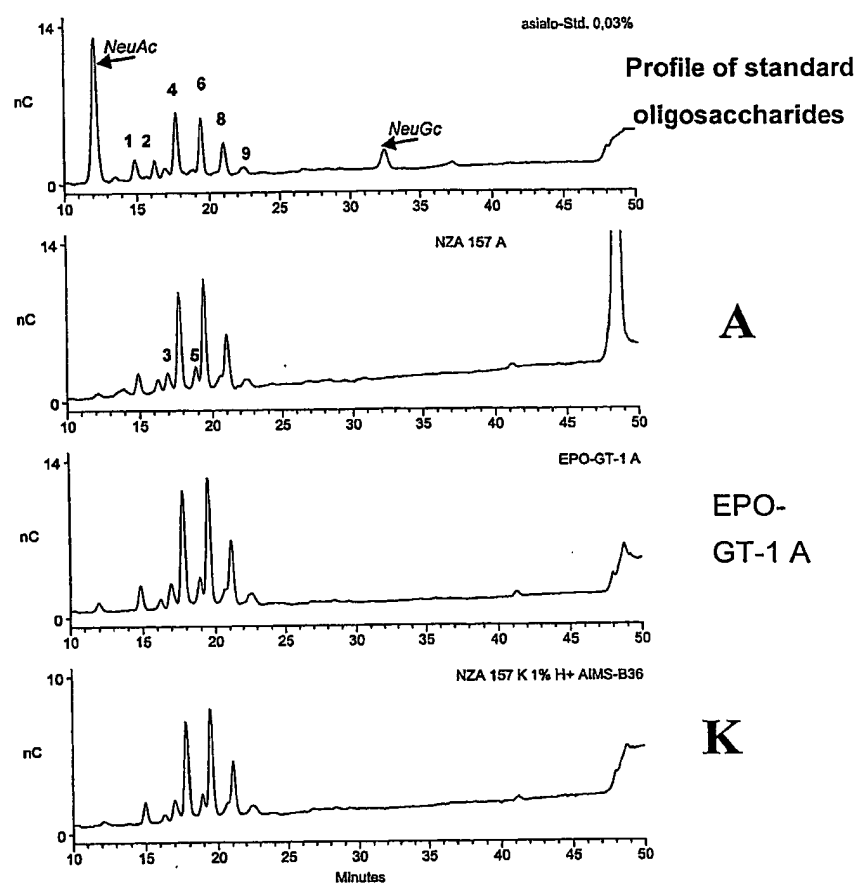 14
asialo-Std. 0,03%
NeuAc
4
6
Profile of standard
oligosaccharides
nC
1 2
8
9
NeuGc
0
10 15 20 25 30 35 40 45 50
14
NZA 157 A
nC
3
5
A
0
10 15 20 25 30 35 40 45 50
14
EPO-GT-1 A
nC
EPO-
GT-1 A
0
10 15 20 25 30 35 40 45 50
10
NZA 157 K 1% H+ AIMS-B36
nC
K
0
10 15 20 25 30 35 40 45 50
Minutes